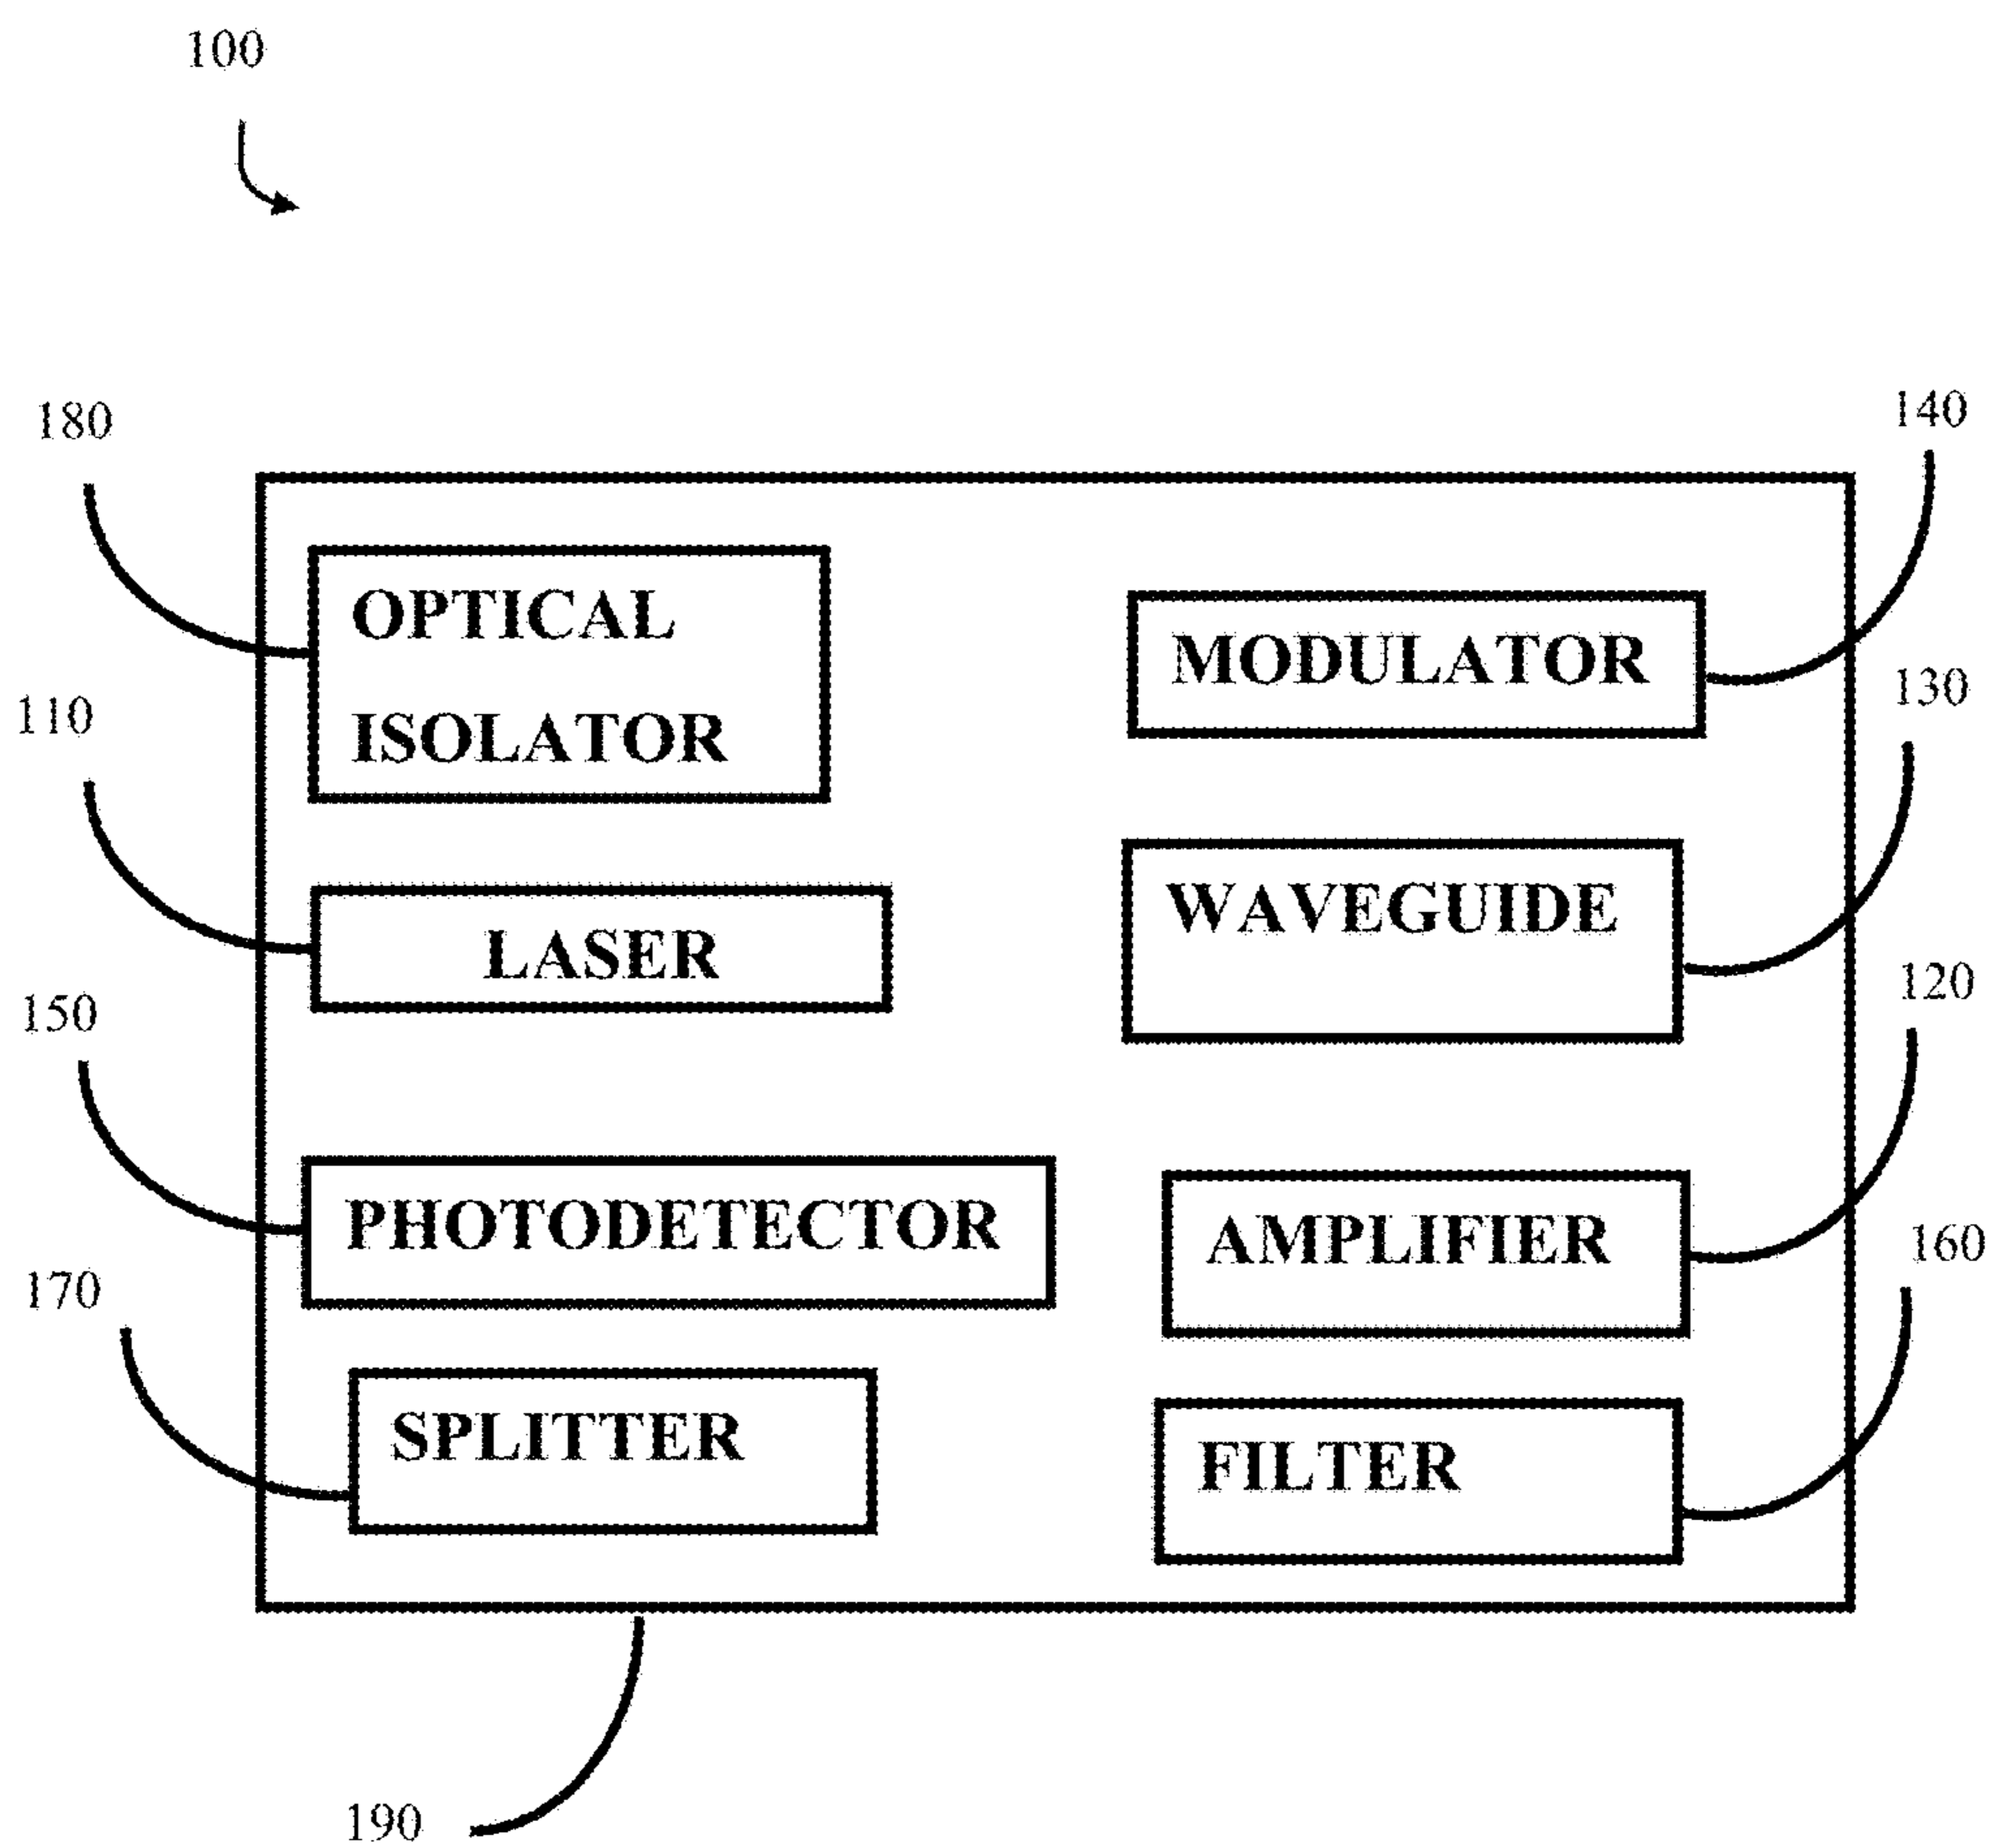 100
180
140
OPTICAL
ISOLATOR
MODULATOR
110
130
LASER
WAVEGUIDE
150
120
PHOTODETECTOR
AMPLIFIER
170
160
SPLITTER
FILTER
190